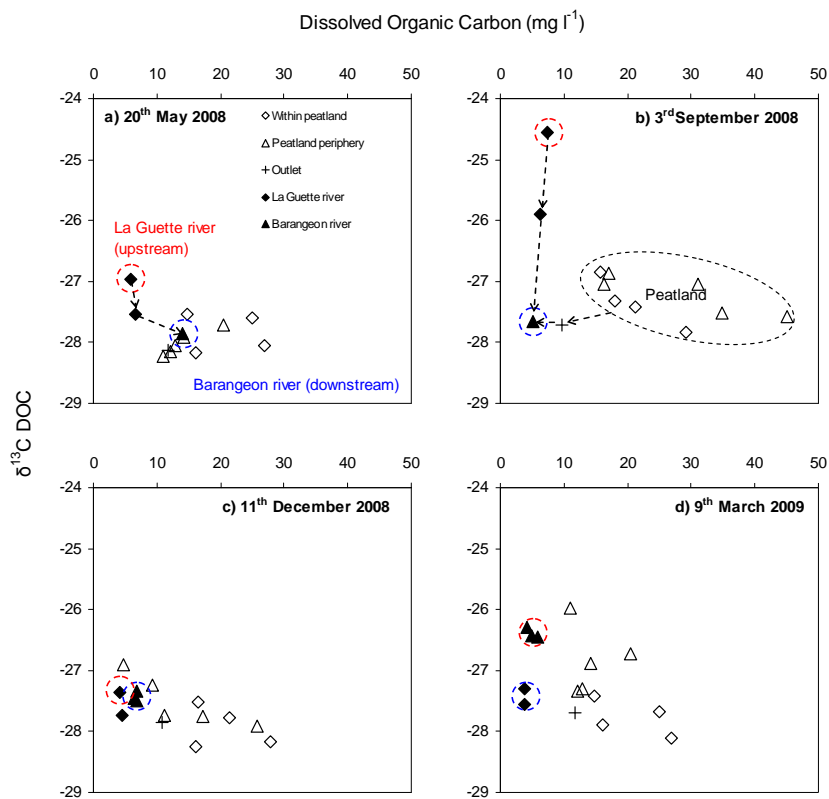 Dissolved Organic Carbon (mg l⁻¹)
0 10 20 30 40 50
0 10 20 30 40 50
-24
-25
-26
-27
-28
-29
a) 20ᵗʰ May 2008
Within peatland
Peatland periphery
Outlet
La Guette river
Barangeon river
La Guette river
(upstream)
Barangeon river (downstream)
-24
-25
-26
-27
-28
-29
b) 3ʳᵈSeptember 2008
Peatland
δ¹³C DOC
0 10 20 30 40 50
0 10 20 30 40 50
-24
-25
-26
-27
-28
-29
c) 11ᵗʰ December 2008
-24
-25
-26
-27
-28
-29
d) 9ᵗʰ March 2009